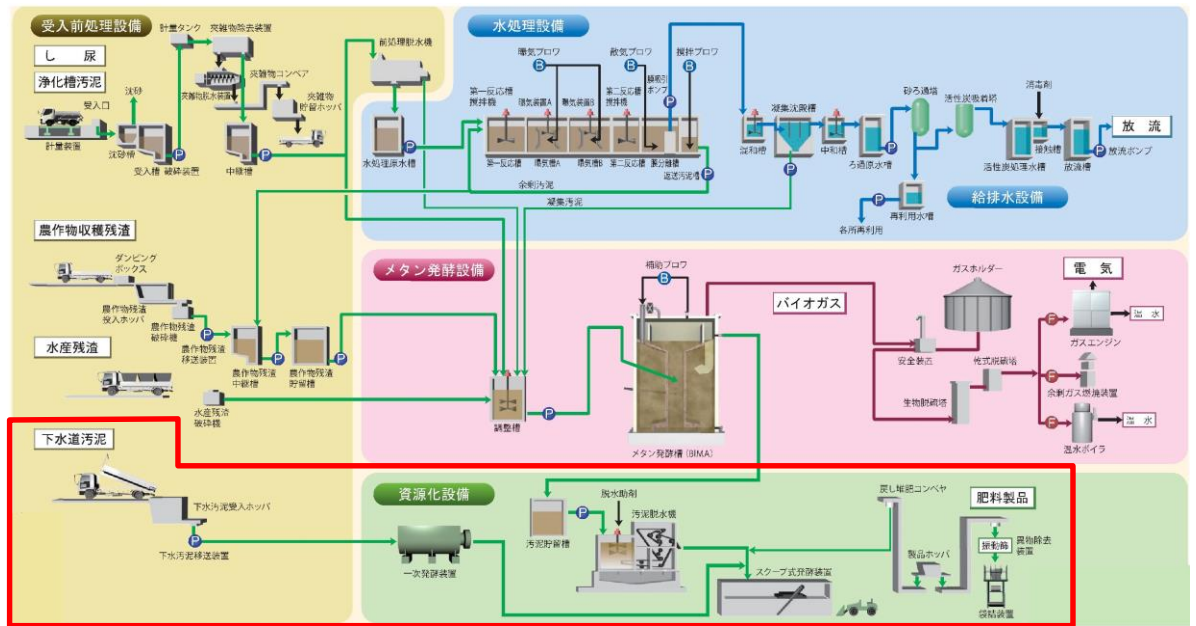 受入前処理設備
し 尿
浄化槽汚泥
受入口
計量装置
沈砂
沈砂槽
受入槽
破砕装置
計量タンク
夾雑物除去装置
夾雑物脱水装置
夾雑物コンベア
夾雑物
貯留ホッパ
中継槽
P
P
前処理脱水機
農作物収穫残渣
ダンピング
ボックス
農作物残渣
投入ホッパ
農作物残渣
破砕機
P
農作物残渣
移送装置
農作物残渣
中継槽
P
農作物残渣
貯留槽
P
水産残渣
水産残渣
破砕機
下水道汚泥
下水汚泥受入ホッパ
P
下水汚泥移送装置
水処理設備
水処理原水槽
P
曝気ブロワ
B
散気ブロワ
B
撹拌ブロワ
B
膜吸引
ポンプ
P
第一反応槽
撹拌機
曝気装置A
曝気装置B
第二反応槽
撹拌機
第一反応槽
曝気槽A
曝気槽B
第二反応槽
膜分離槽
返送汚泥槽
P
余剰汚泥
凝集汚泥
混和槽
凝集沈殿槽
P
中和槽
ろ過原水槽
P
砂ろ過塔
活性炭吸着塔
消毒剤
活性炭処理水槽
接触槽
放流槽
P
放流ポンプ
放 流
給排水設備
再利用水槽
P
各所再利用
メタン発酵設備
補助ブロワ
B
調整槽
P
メタン発酵槽(BIMA)
バイオガス
ガスホルダー
安全装置
生物脱硫塔
乾式脱硫塔
F
F
F
電 気
ガスエンジン
温 水
余剰ガス燃焼装置
温水ボイラ
温 水
資源化設備
一次発酵装置
汚泥貯留槽
P
脱水助剤
汚泥脱水機
スクープ式発酵装置
戻し堆肥コンベヤ
製品ホッパ
肥料製品
振動篩
異物除去
装置
袋詰装置